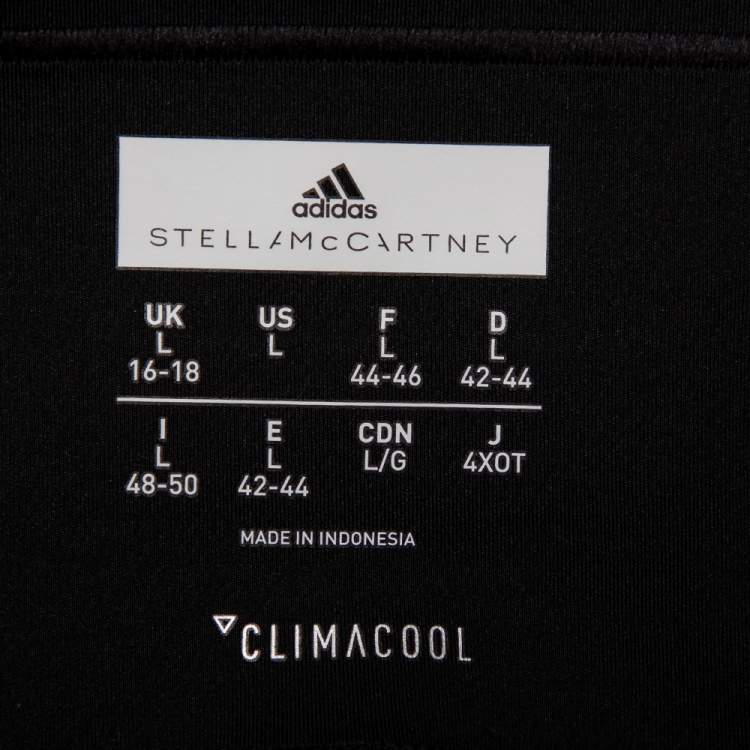 adidas
STELLAMcCARTNEY
UK US F D
L L L L
16-18 44-46 42-44
I E CDN J
L L L/G 4XOT
48-50 42-44
MADE IN INDONESIA
CLIMACOOL